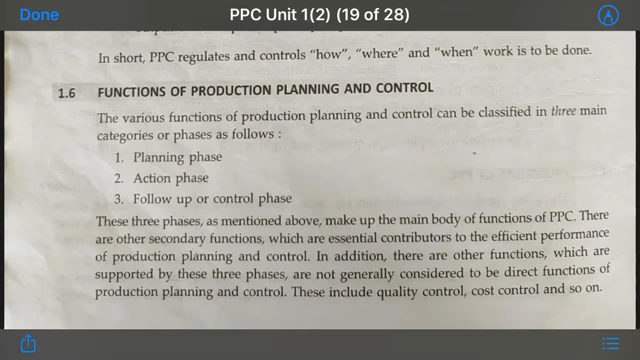 Done
PPC Unit 1(2) (19 of 28)
In short, PPC regulates and controls "how", "where" and "when" work is to be done.
1.6 FUNCTIONS OF PRODUCTION PLANNING AND CONTROL
The various functions of production planning and control can be classified in three main
categories or phases as follows :
1. Planning phase
2. Action phase
3. Follow up or control phase
These three phases, as mentioned above, make up the main body of functions of PPC. There
are other secondary functions, which are essential contributors to the efficient performance
of production planning and control. In addition, there are other functions, which are
supported by these three phases, are not generally considered to be direct functions of
production planning and control. These include quality control, cost control and so on.